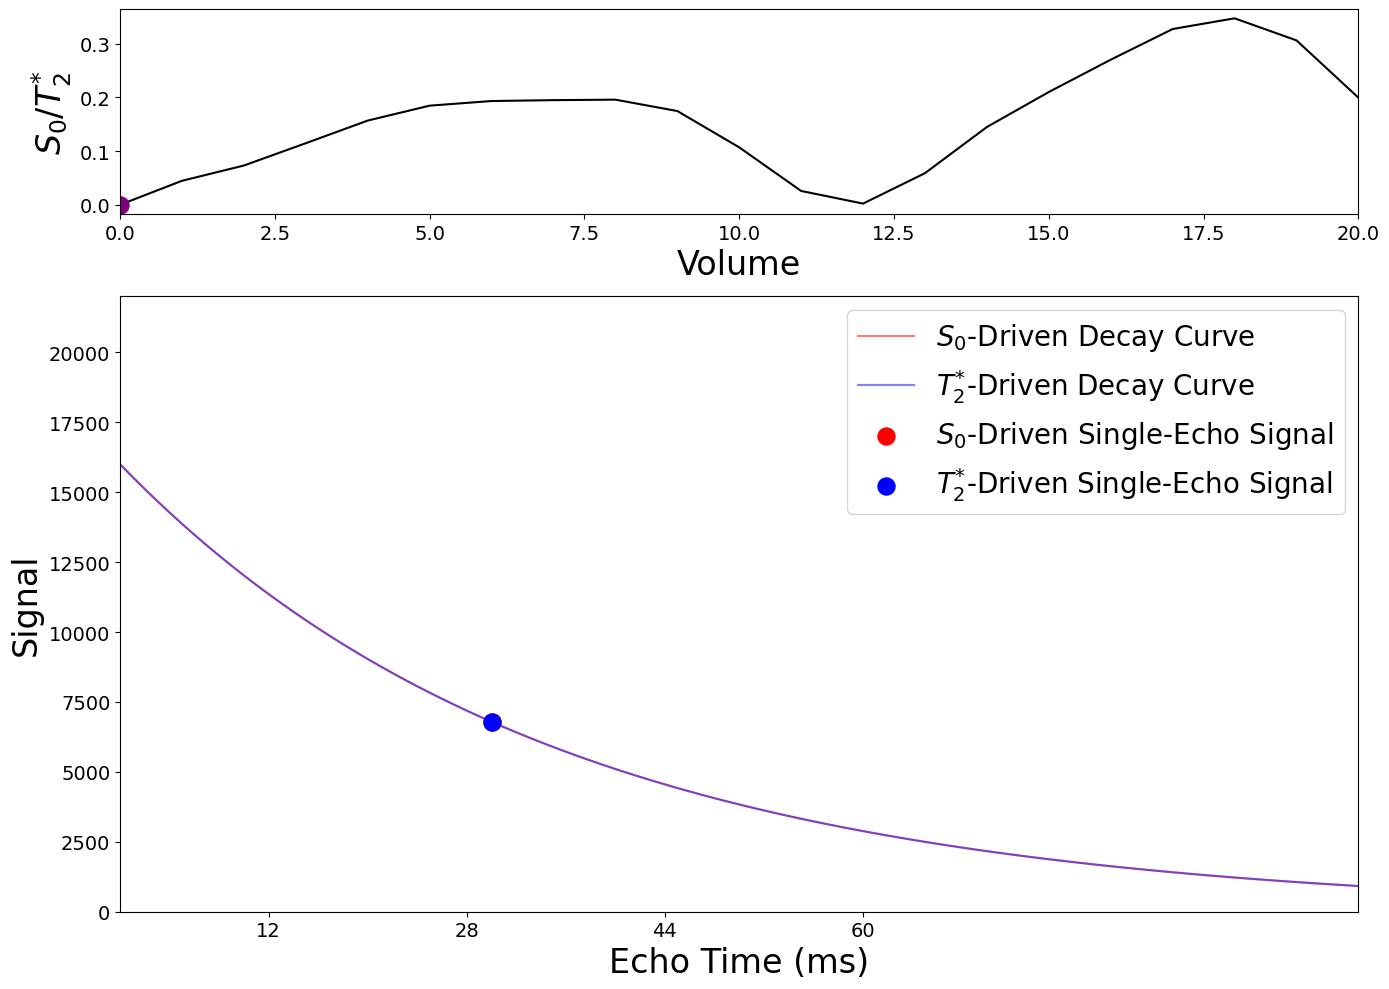 S₀/T₂*
0.3
0.2
0.1
0.0
0.0 2.5 5.0 7.5 10.0 12.5 15.0 17.5 20.0
Volume
Signal
20000
17500
15000
12500
10000
7500
5000
2500
0
S₀-Driven Decay Curve
T₂*-Driven Decay Curve
S₀-Driven Single-Echo Signal
T₂*-Driven Single-Echo Signal
12 28 44 60
Echo Time (ms)